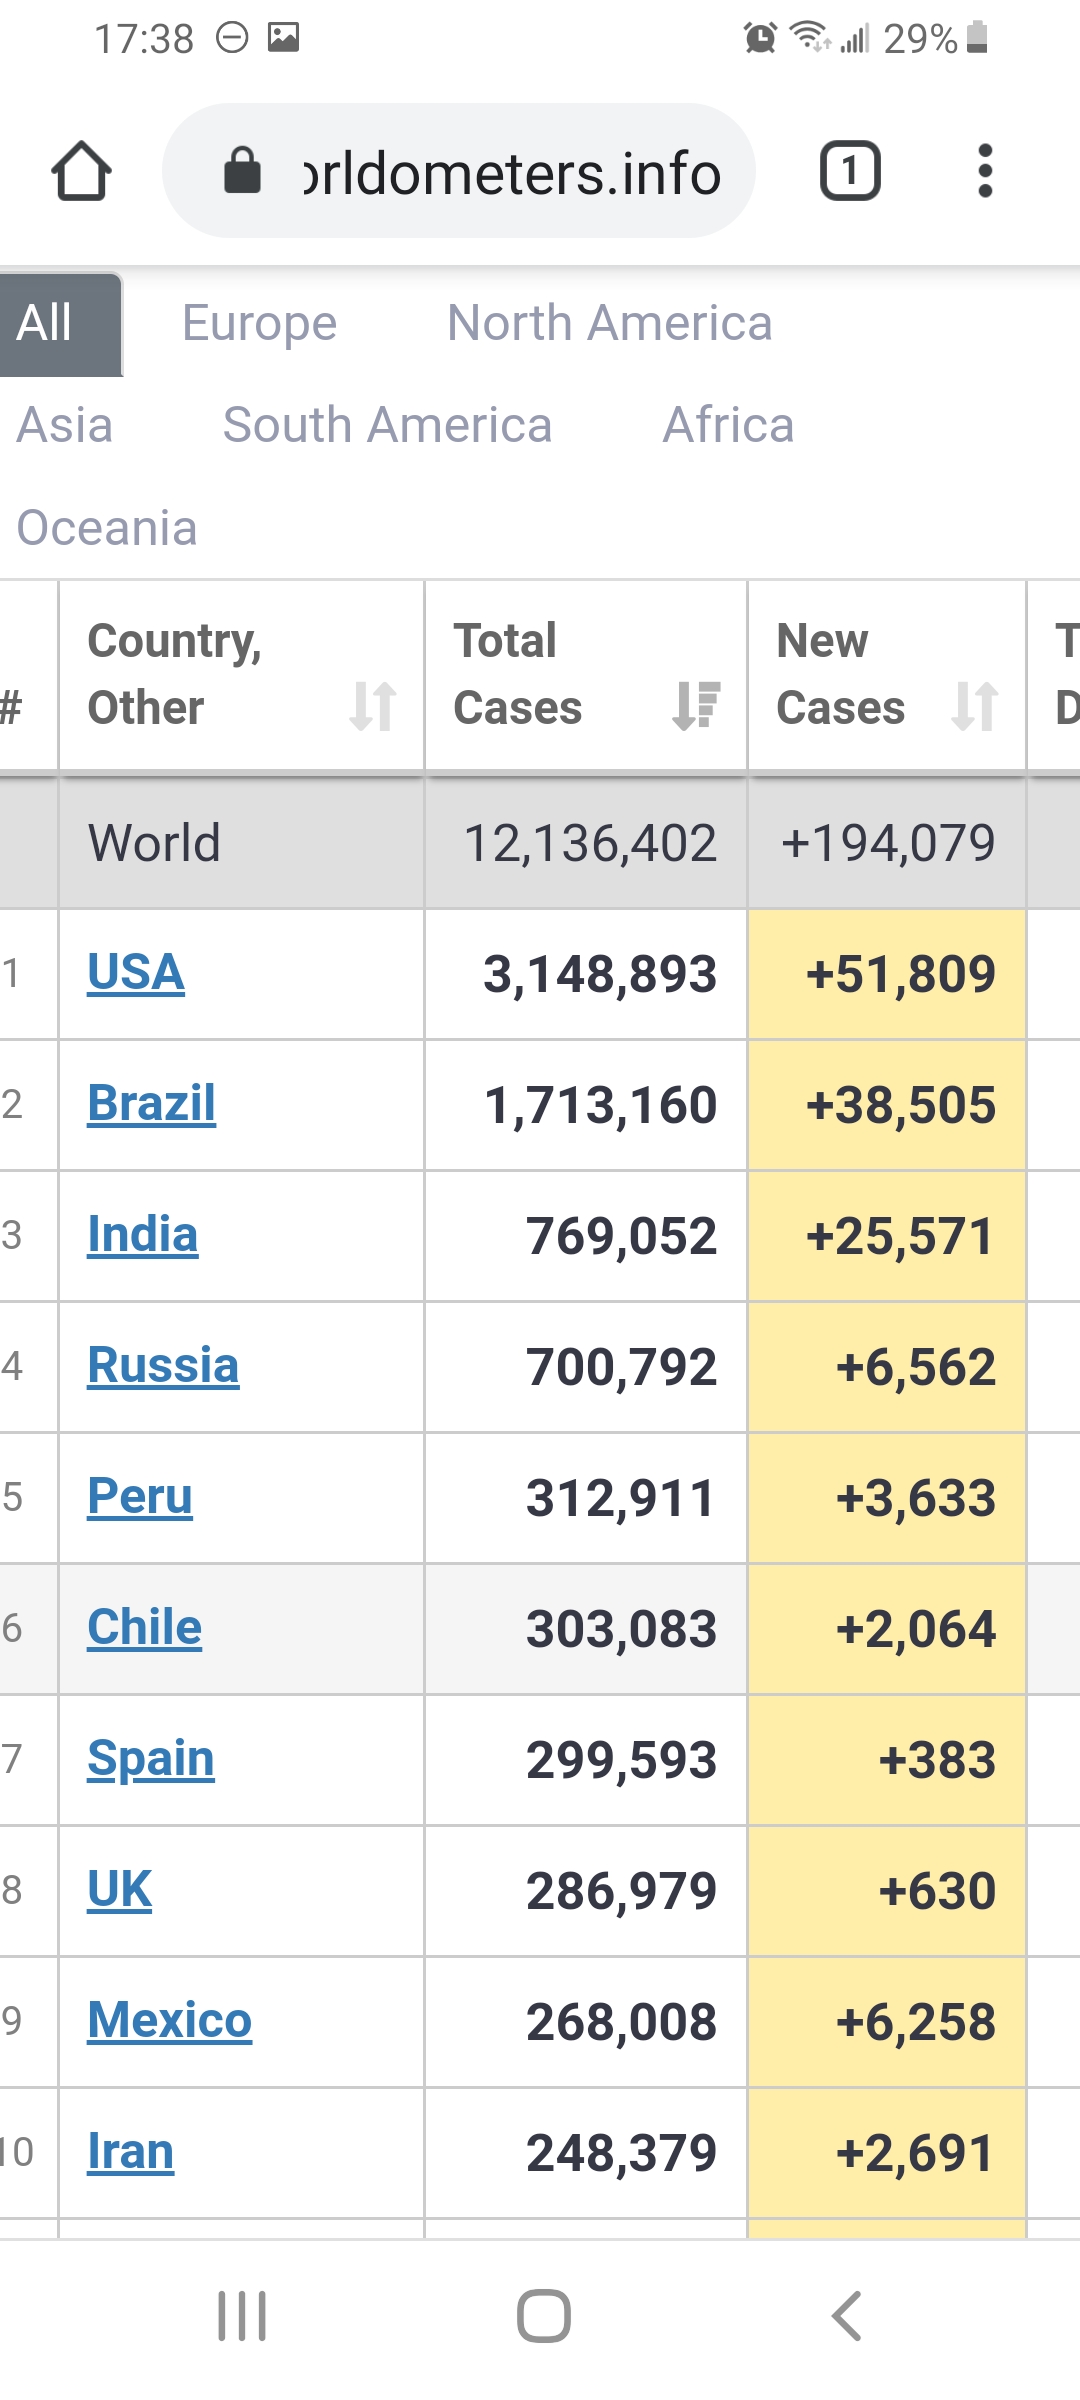 17:38 29%
orldometers.info 1
All Europe North America
Asia South America Africa
Oceania
# Country, Other Total Cases New Cases T D
World 12,136,402 +194,079
1 USA 3,148,893 +51,809
2 Brazil 1,713,160 +38,505
3 India 769,052 +25,571
4 Russia 700,792 +6,562
5 Peru 312,911 +3,633
6 Chile 303,083 +2,064
7 Spain 299,593 +383
8 UK 286,979 +630
9 Mexico 268,008 +6,258
10 Iran 248,379 +2,691